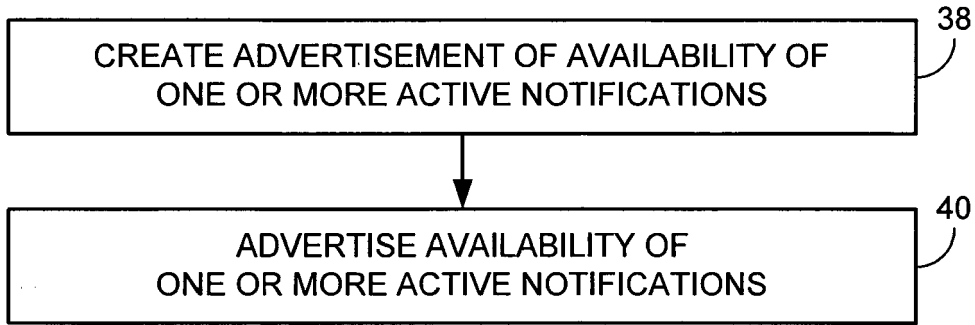 38
CREATE ADVERTISEMENT OF AVAILABILITY OF
ONE OR MORE ACTIVE NOTIFICATIONS
40
ADVERTISE AVAILABILITY OF
ONE OR MORE ACTIVE NOTIFICATIONS